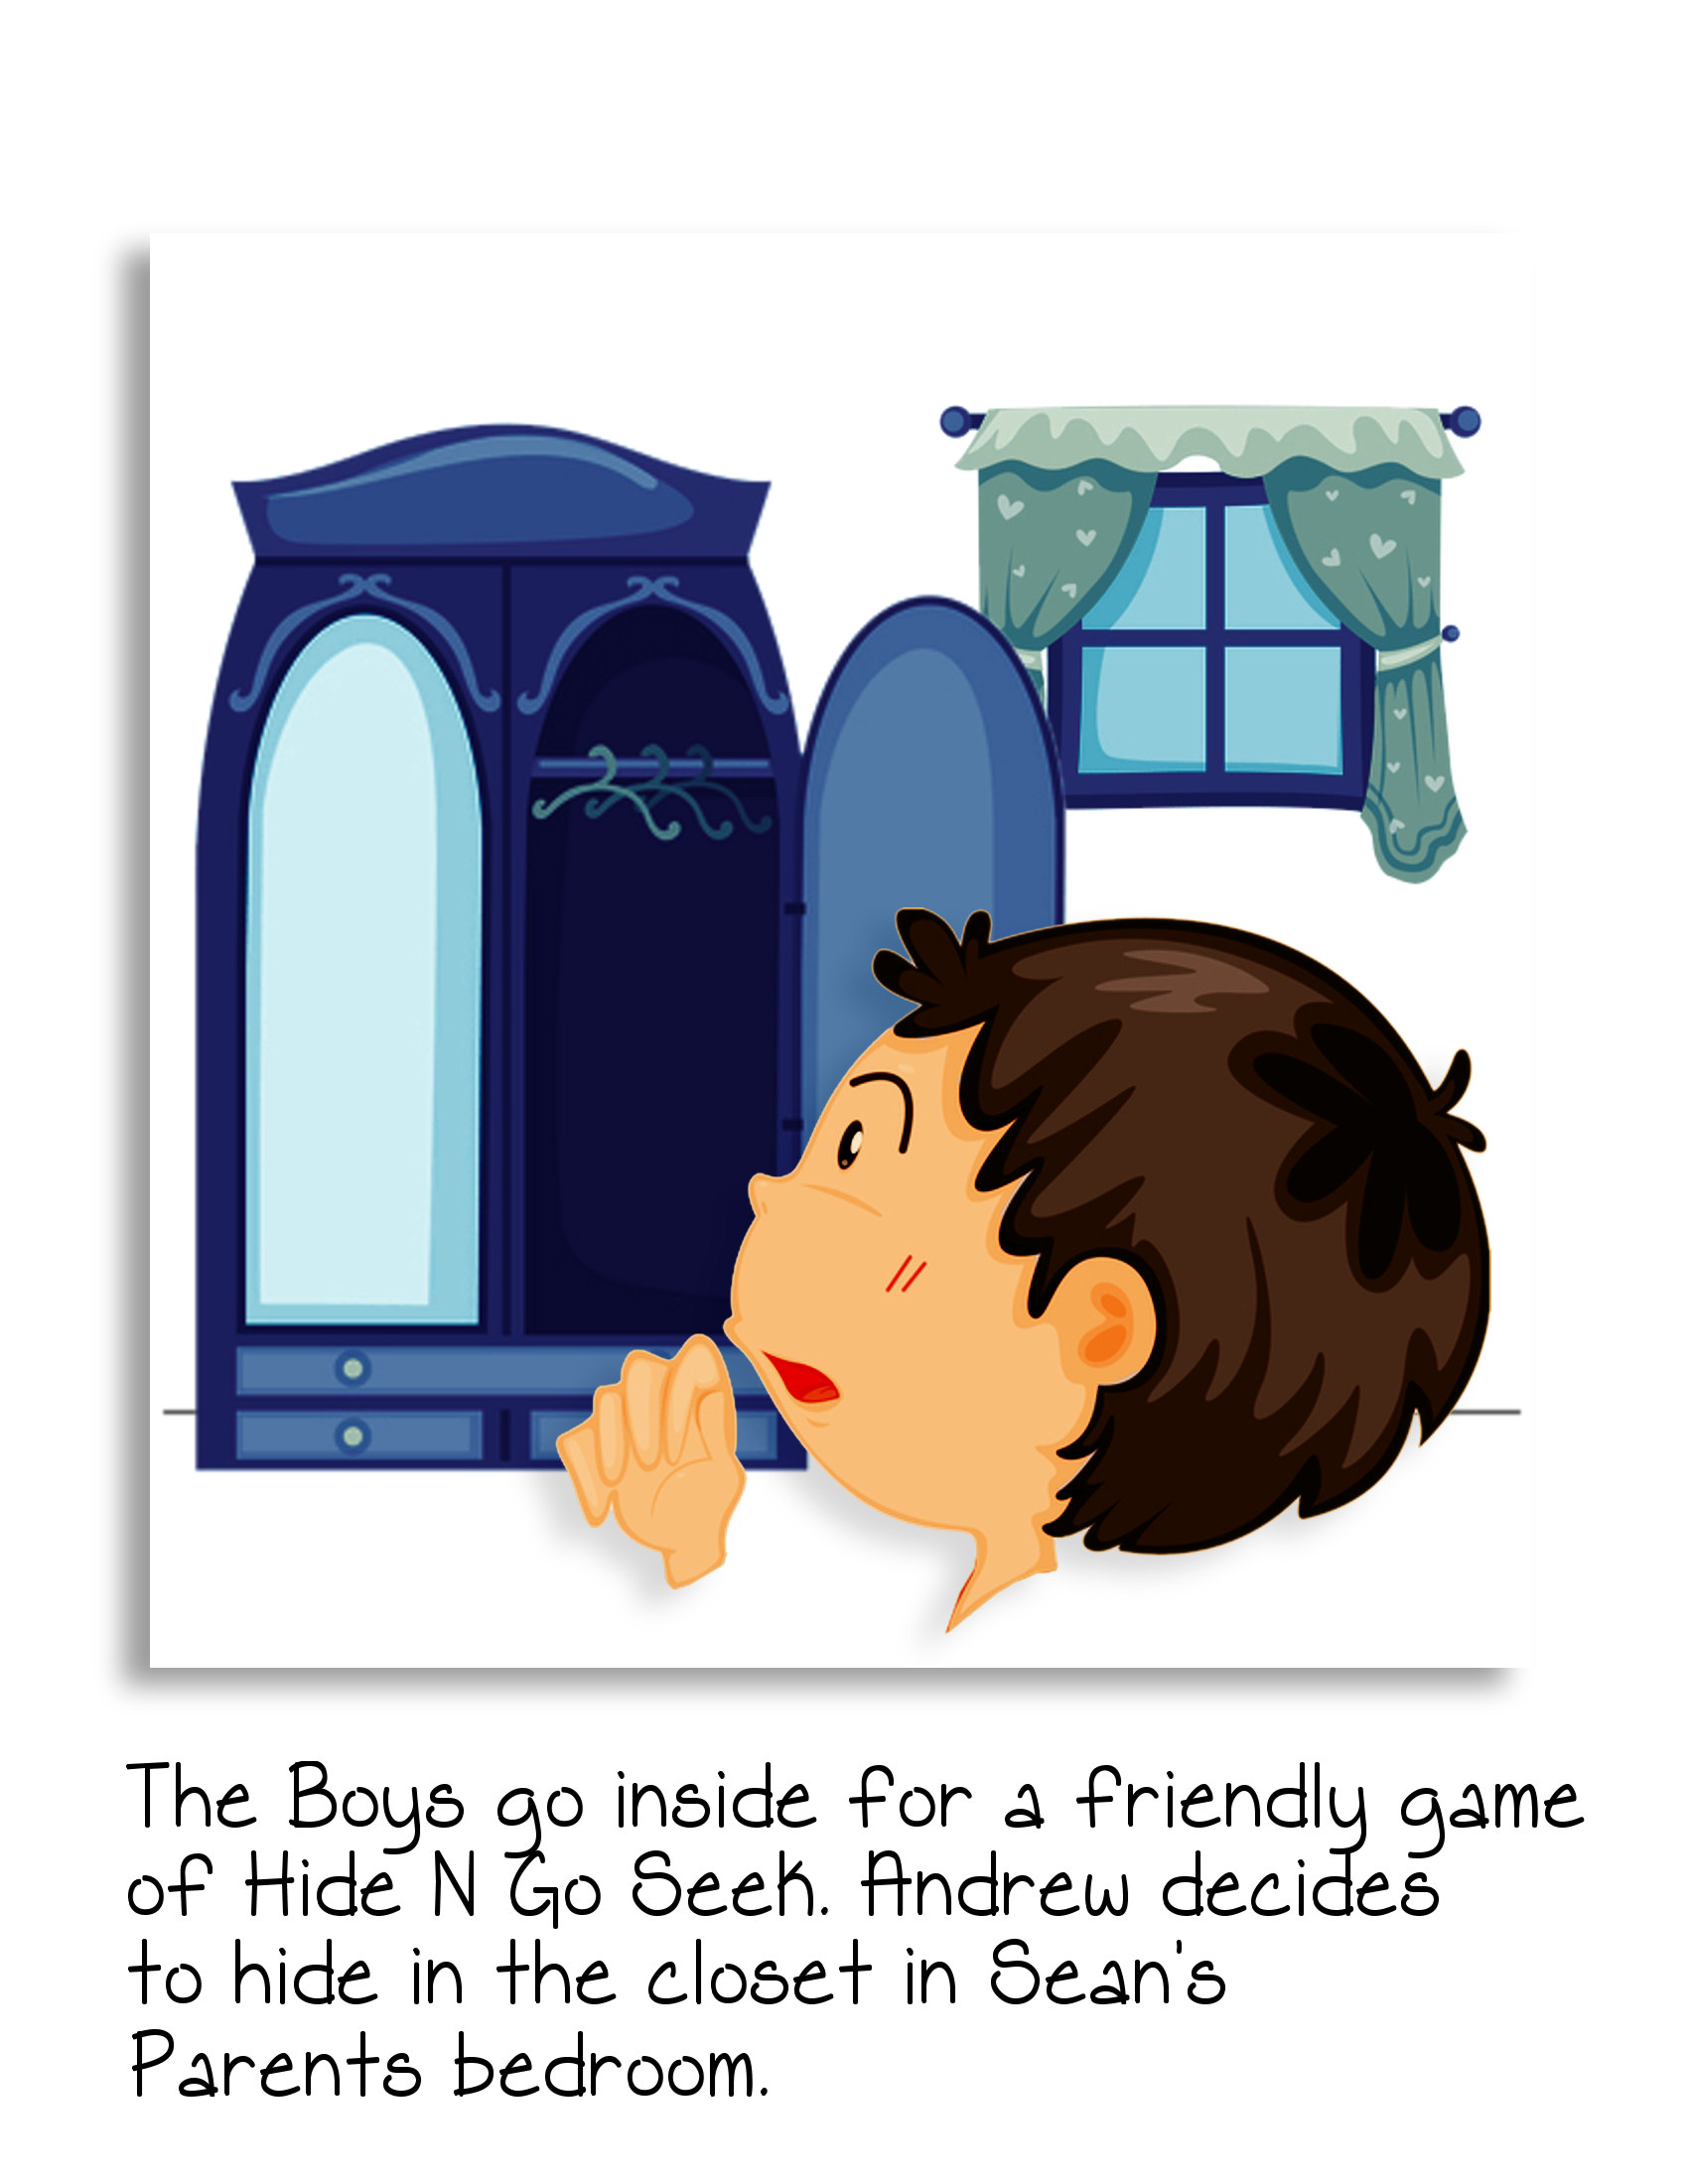 The Boys go inside for a friendly game
of Hide N Go Seek. Andrew decides
to hide in the closet in Sean's
Parents bedroom.